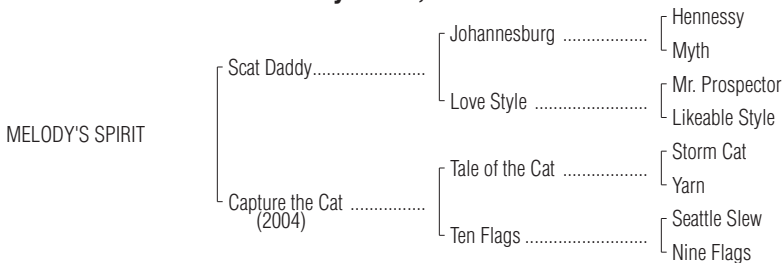 Hennessy
Johannesburg ..................
Myth
Scat Daddy........................
Mr. Prospector
Love Style ........................
Likeable Style
MELODY'S SPIRIT
Storm Cat
Tale of the Cat ..................
Yarn
Capture the Cat ................
(2004)
Seattle Slew
Ten Flags ..........................
Nine Flags